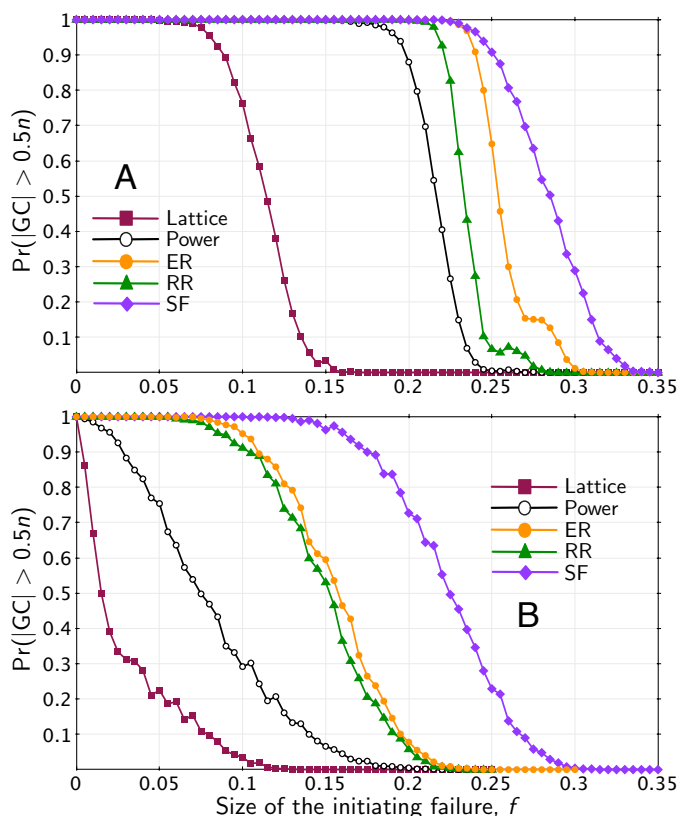 1
0.9
0.8
0.7
0.6
0.5
0.4
0.3
0.2
0.1
Pr(|GC| > 0.5n)
A
Lattice
Power
ER
RR
SF
0 0.05 0.1 0.15 0.2 0.25 0.3 0.35
1
0.9
0.8
0.7
0.6
0.5
0.4
0.3
0.2
0.1
Pr(|GC| > 0.5n)
Lattice
Power
ER
RR
SF
B
0 0.05 0.1 0.15 0.2 0.25 0.3 0.35
Size of the initiating failure, f